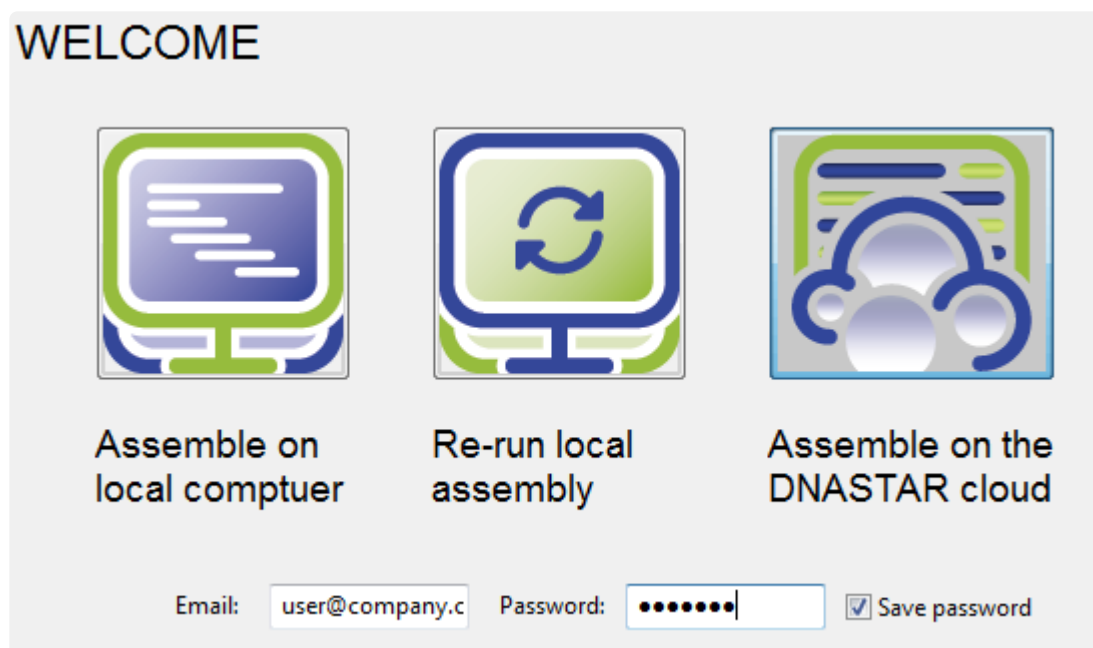 WELCOME
Assemble on
local comptuer
Re-run local
assembly
Assemble on the
DNASTAR cloud
Email: user@company.c Password: ●●●●●●● Save password